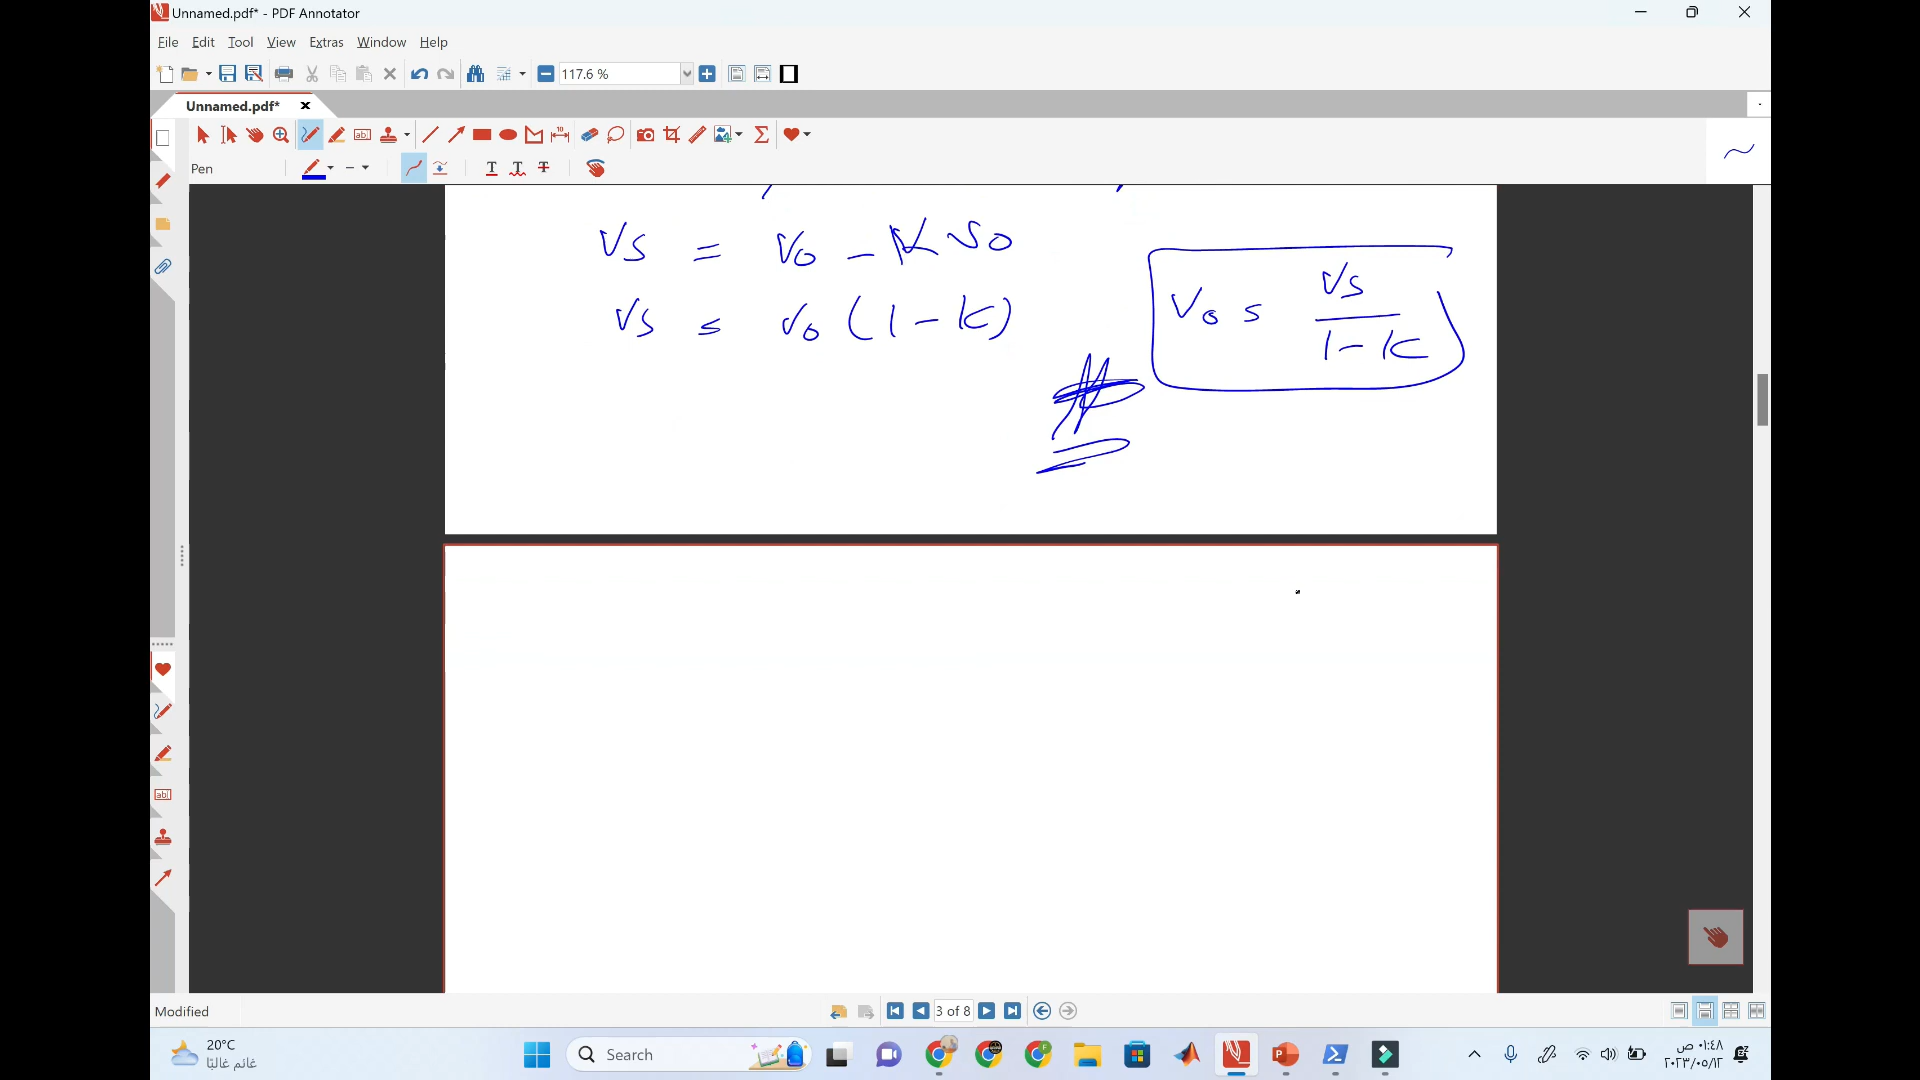 Unnamed.pdf* - PDF Annotator
File Edit Tool View Extras Window Help
117.6 %
Unnamed.pdf*
Pen
Vs = Vo - K Vo
Vs = Vo (1 - K)
Vo = Vs / 1 - K
Modified
3 of 8
20°C
غائم غالبًا
Search
٠١:٤٨ ص
٢٠٢٣/٠٥/١٢